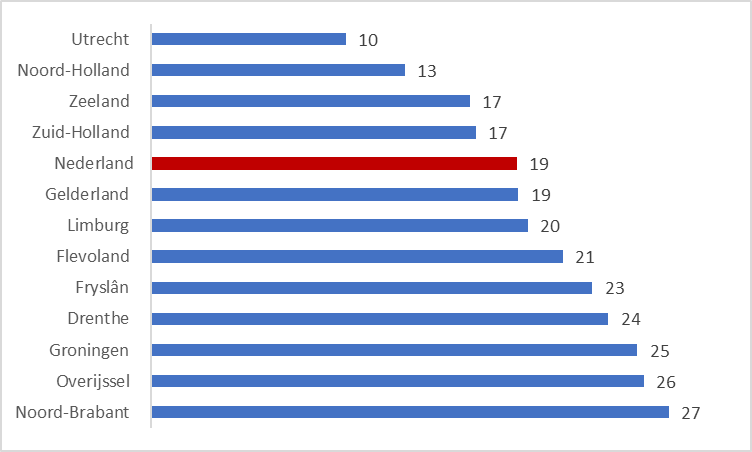 Utrecht 10
Noord-Holland 13
Zeeland 17
Zuid-Holland 17
Nederland 19
Gelderland 19
Limburg 20
Flevoland 21
Fryslân 23
Drenthe 24
Groningen 25
Overijssel 26
Noord-Brabant 27